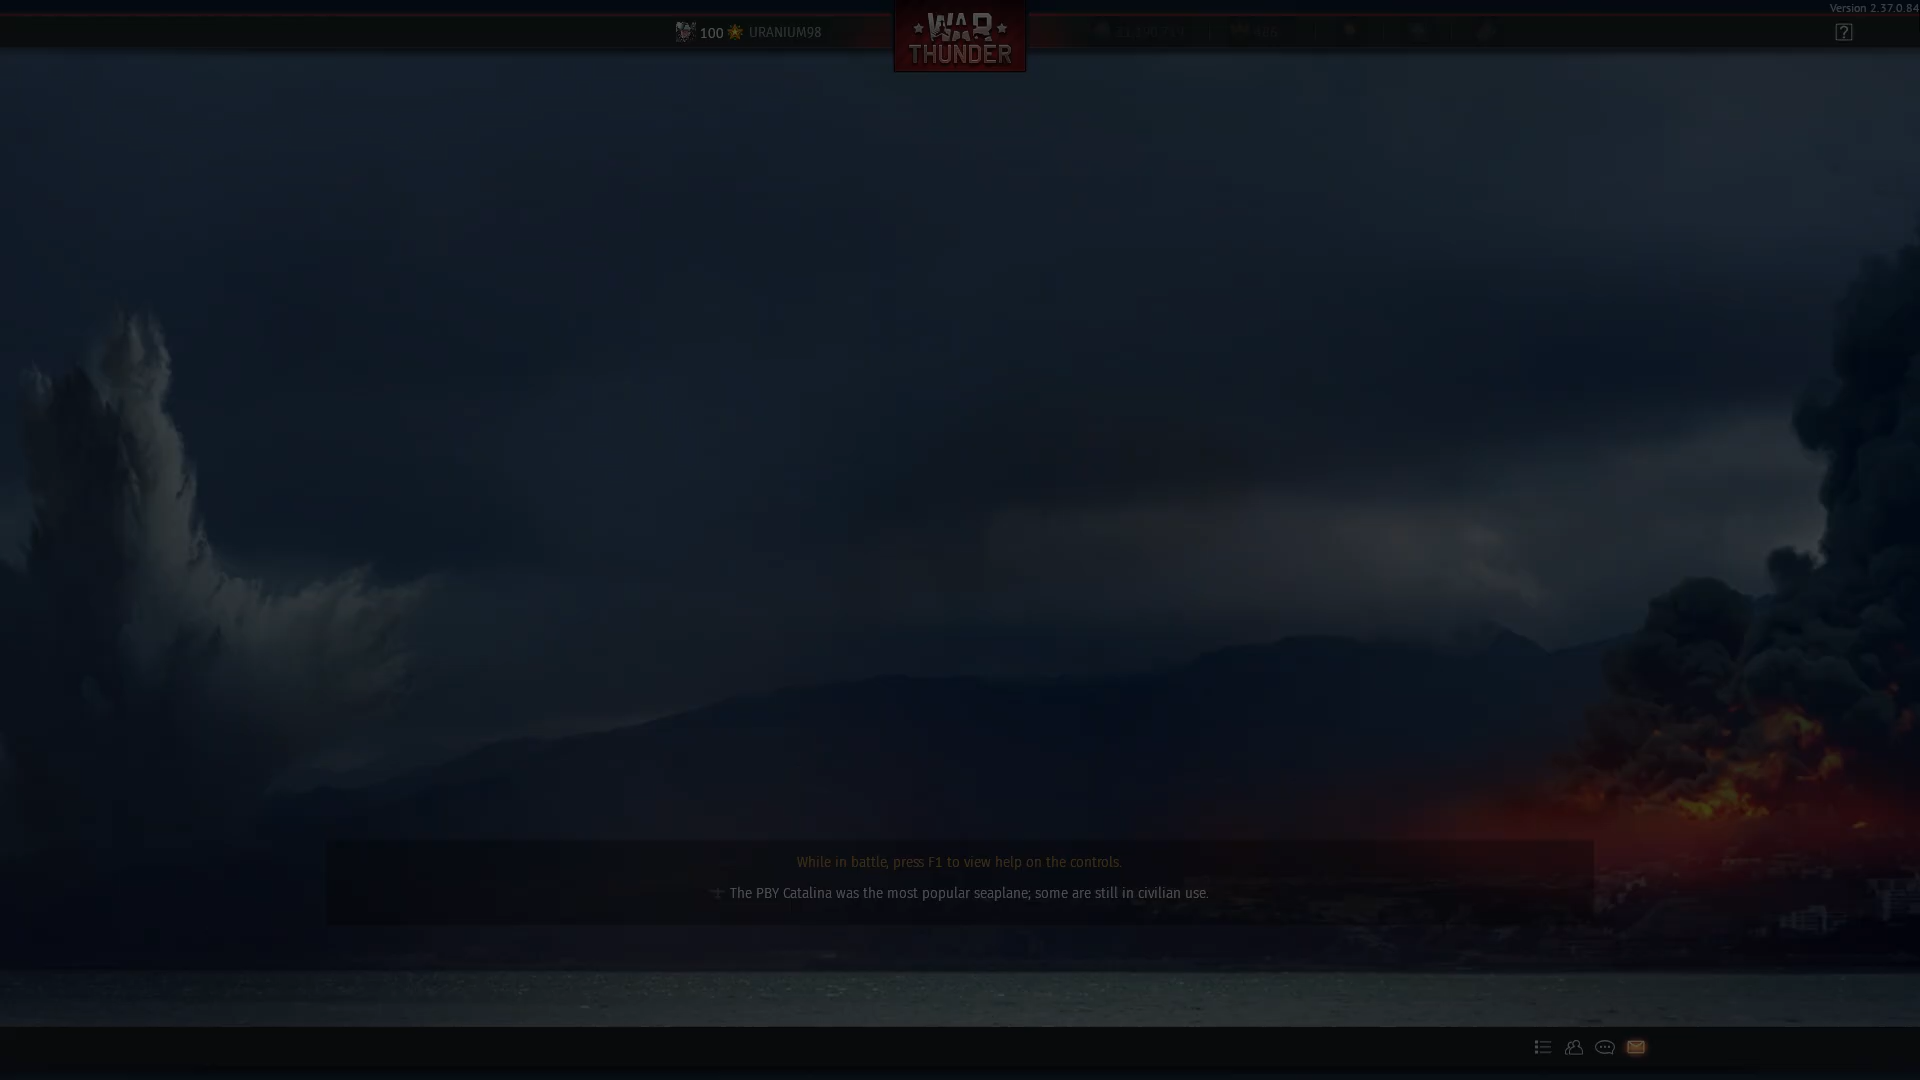 Version 2.37.0.84
100 URANIUM98
WAR
THUNDER
?
While in battle, press F1 to view help on the controls.
The PBY Catalina was the most popular seaplane; some are still in civilian use.